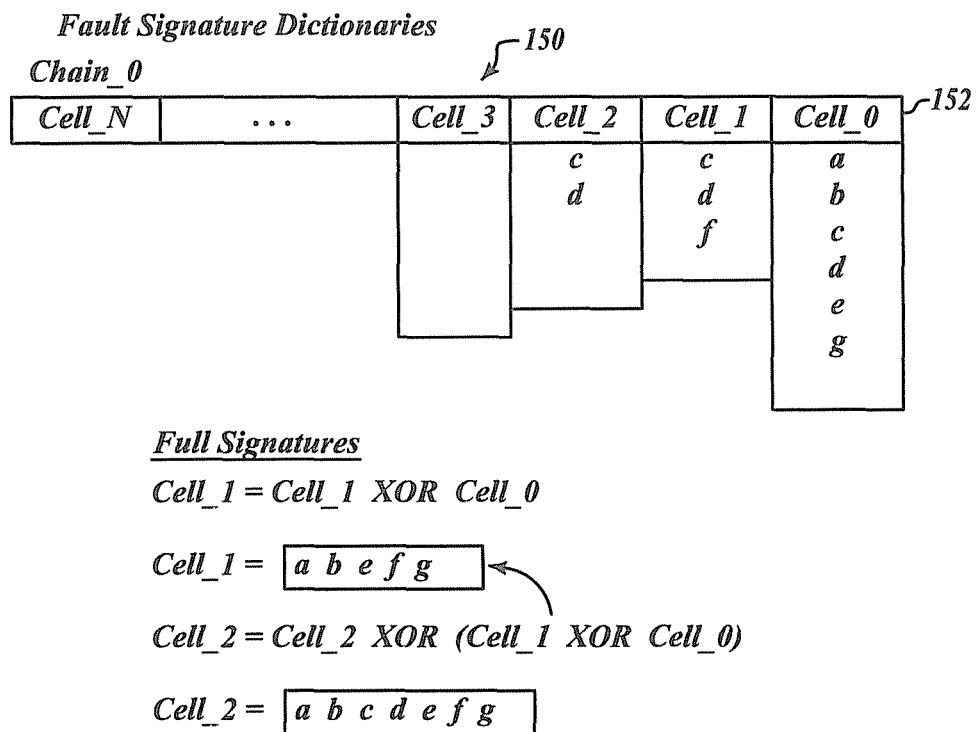 Fault Signature Dictionaries
150
Chain_0
Cell_N ... Cell_3 Cell_2 Cell_1 Cell_0 152
c c a
d d b
f c
d
e
g
Full Signatures
Cell_1 = Cell_1 XOR Cell_0
Cell_1 = a b e f g
Cell_2 = Cell_2 XOR (Cell_1 XOR Cell_0)
Cell_2 = a b c d e f g